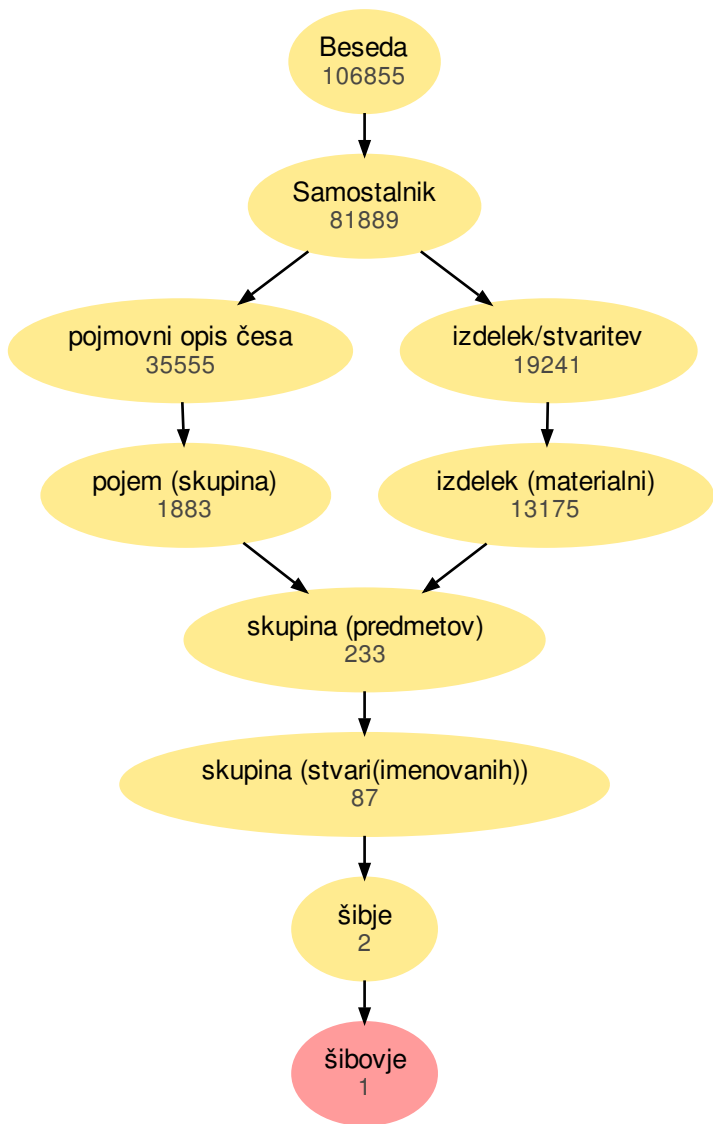 Beseda
106855
Samostalnik
81889
pojmovni opis česa
35555
izdelek/stvaritev
19241
pojem (skupina)
1883
izdelek (materialni)
13175
skupina (predmetov)
233
skupina (stvari(imenovanih))
87
šibje
2
šibovje
1